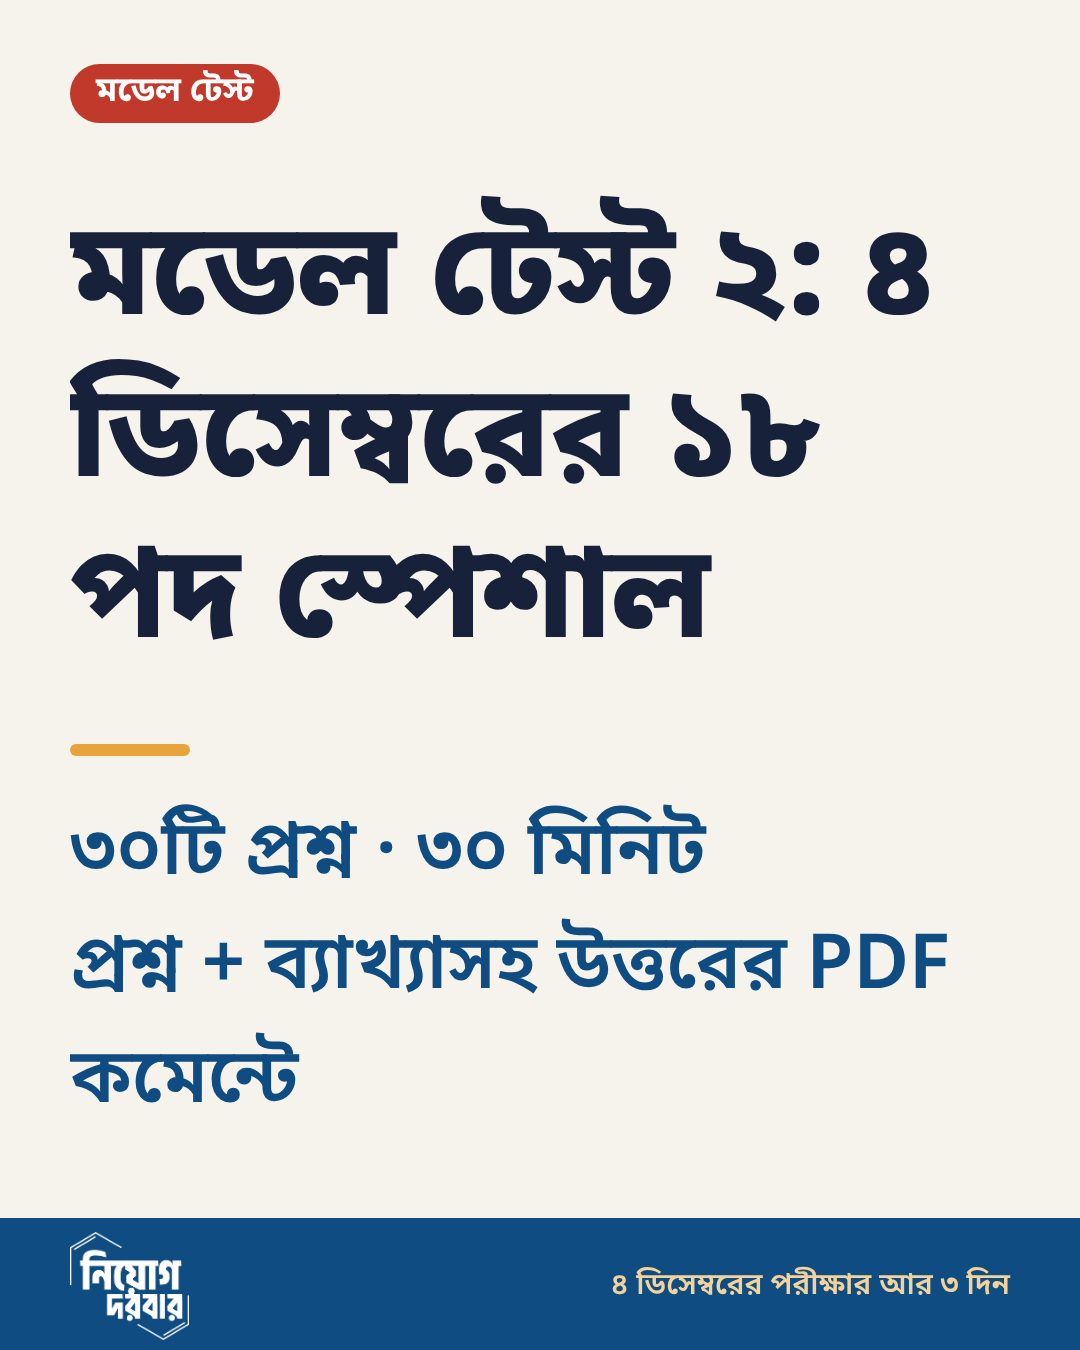 মডেল টেস্ট
মডেল টেস্ট ২: ৪
ডিসেম্বরের ১৮
পদ স্পেশাল
৩০টি প্রশ্ন · ৩০ মিনিট
প্রশ্ন + ব্যাখ্যাসহ উত্তরের PDF
কমেন্টে
নিয়োগ
দরবার
৪ ডিসেম্বরের পরীক্ষার আর ৩ দিন